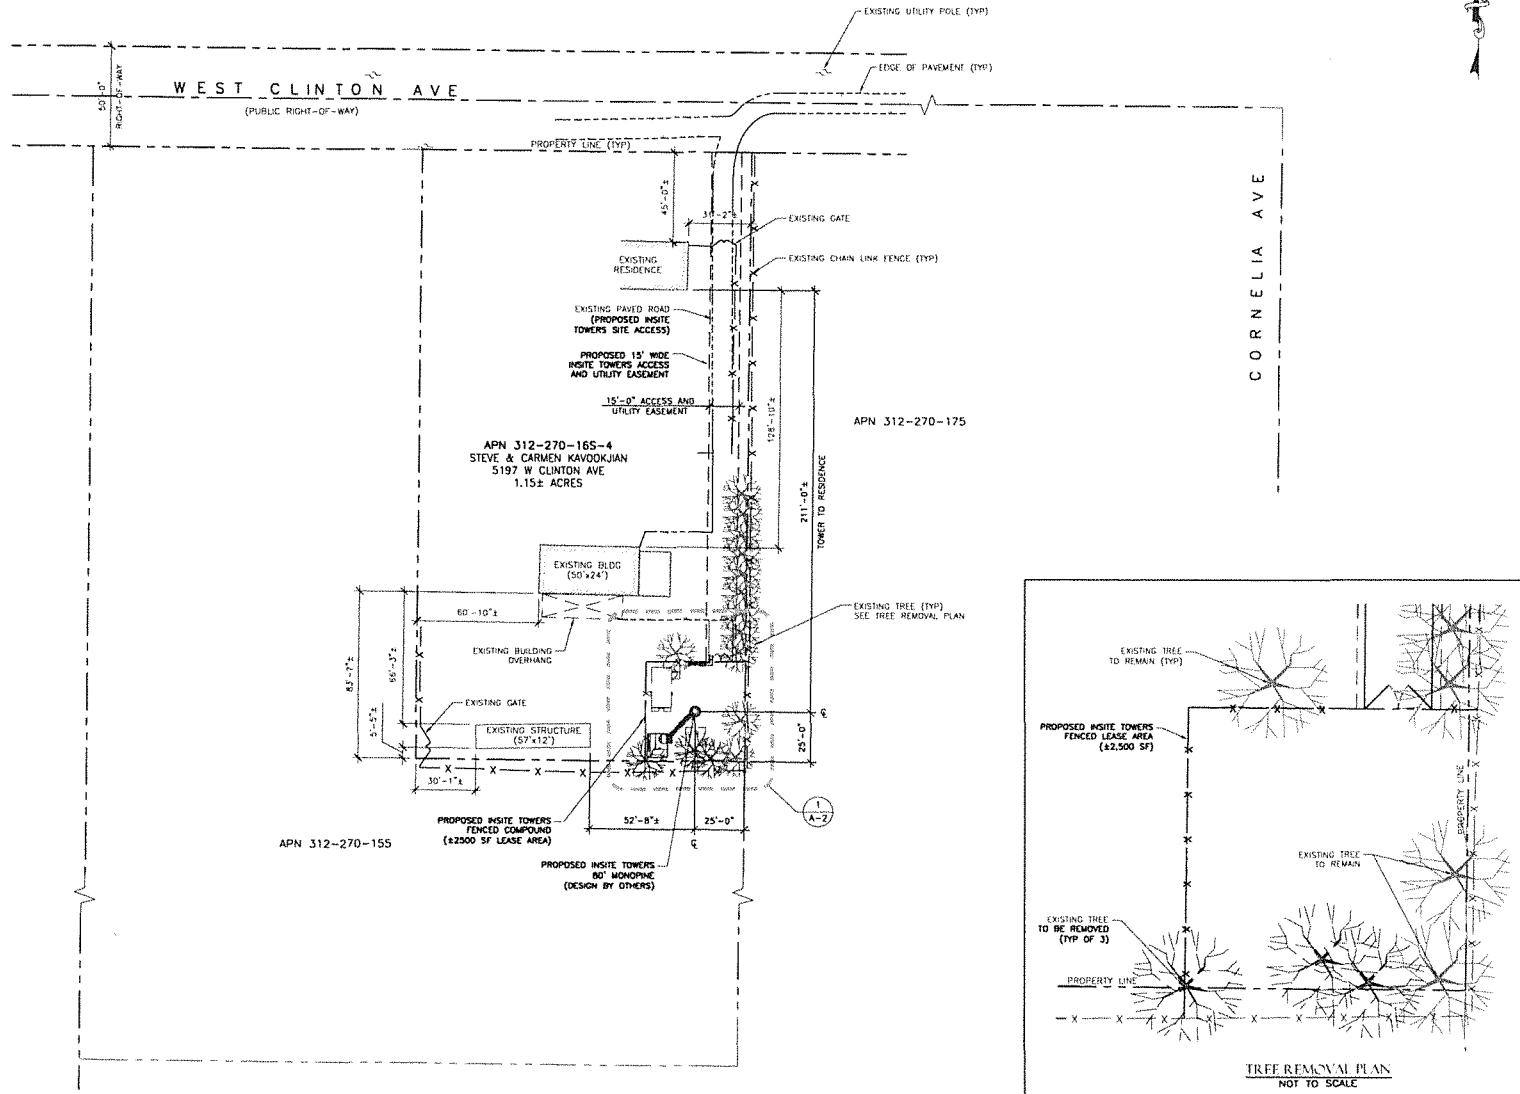 EXISTING UTILITY POLE (TYP)
EDGE OF PAVEMENT (TYP)
50'-0"
RIGHT-OF-WAY
WEST CLINTON AVE
(PUBLIC RIGHT-OF-WAY)
PROPERTY LINE (TYP)
45'-0"±
EXISTING GATE
EXISTING CHAIN LINK FENCE (TYP)
CORNELIA AVE
EXISTING
RESIDENCE
EXISTING PAVED ROAD
(PROPOSED INSITE
TOWERS SITE ACCESS)
PROPOSED 15' WIDE
INSITE TOWERS ACCESS
AND UTILITY EASEMENT
15'-0" ACCESS AND
UTILITY EASEMENT
128'-10"±
APN 312-270-175
APN 312-270-16S-4
STEVE & CARMEN KAVOOKJIAN
5197 W CLINTON AVE
1.15± ACRES
211'-0"±
TOWER TO RESIDENCE
EXISTING BLDG
(50'x24')
60'-10"±
EXISTING TREE (TYP)
SEE TREE REMOVAL PLAN
EXISTING BUILDING
OVERHANG
83'-7"±
66'-3"±
5'-5"±
EXISTING GATE
EXISTING STRUCTURE
(57'x12')
25'-0"
30'-1"±
52'-8"±
25'-0"
1
A-2
PROPOSED INSITE TOWERS
FENCED COMPOUND
(±2500 SF LEASE AREA)
APN 312-270-155
PROPOSED INSITE TOWERS
80' MONOPINE
(DESIGN BY OTHERS)
EXISTING TREE
TO REMAIN (TYP)
PROPOSED INSITE TOWERS
FENCED LEASE AREA
(±2,500 SF)
PROPERTY LINE
EXISTING TREE
TO REMAIN
EXISTING TREE
TO BE REMOVED
(TYP OF 3)
PROPERTY LINE
TREE REMOVAL PLAN
NOT TO SCALE